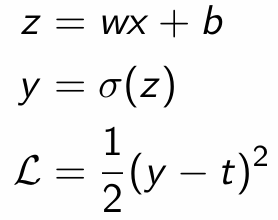 z = wx + b
y = σ(z)
ℒ = 1/2 (y − t)²